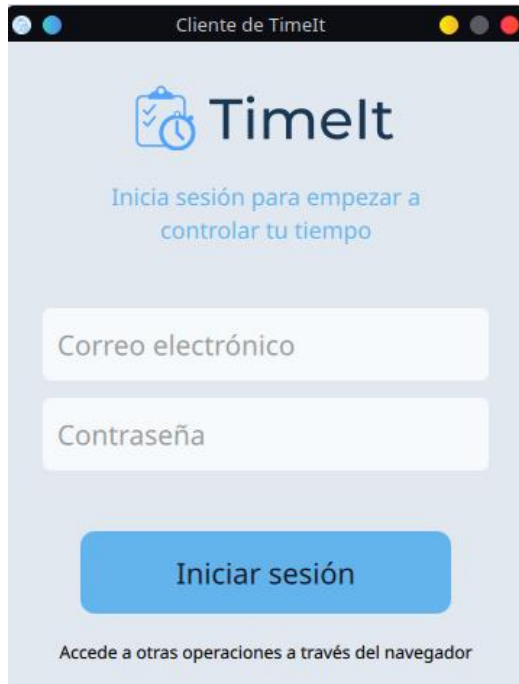 Cliente de TimeIt
TimeIt
Inicia sesión para empezar a
controlar tu tiempo
Correo electrónico
Contraseña
Iniciar sesión
Accede a otras operaciones a través del navegador